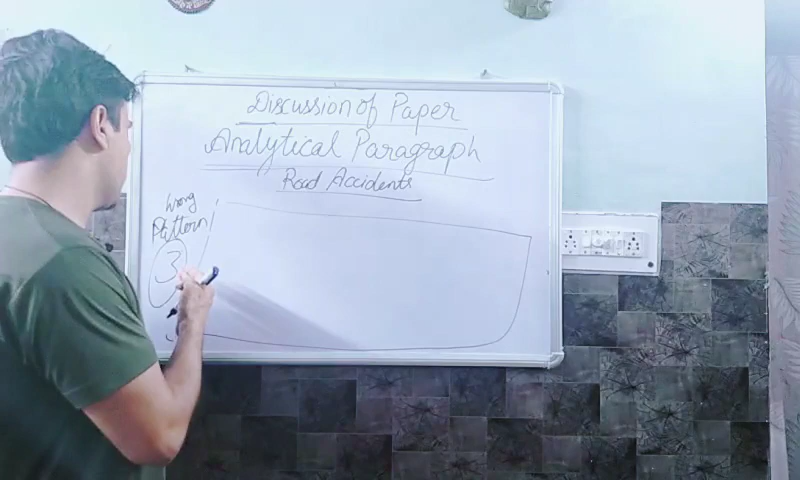 Discussion of Paper
Analytical Paragraph
Road Accidents
Wrong
Pattern
3